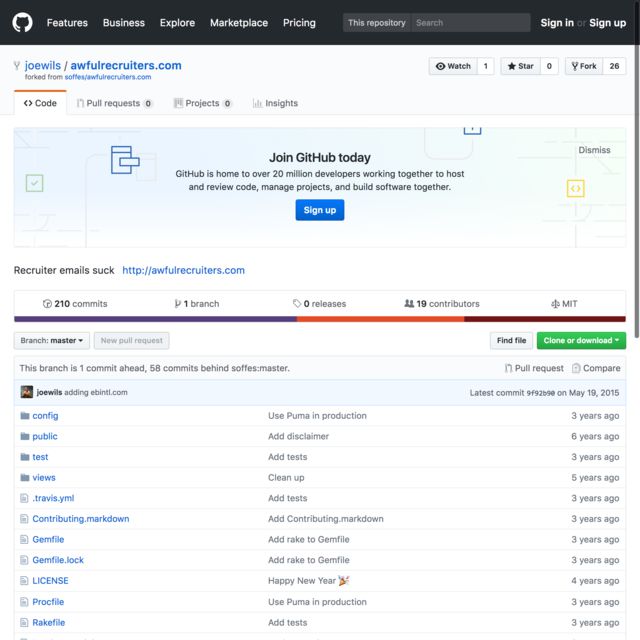 Features Business Explore Marketplace Pricing This repository Search Sign in or Sign up
joewils / awfulrecruiters.com Watch 1 Star 0 Fork 26
forked from soffes/awfulrecruiters.com
Code Pull requests 0 Projects 0 Insights
Join GitHub today
Dismiss
GitHub is home to over 20 million developers working together to host
and review code, manage projects, and build software together.
Sign up
Recruiter emails suck http://awfulrecruiters.com
210 commits 1 branch 0 releases 19 contributors MIT
Branch: master New pull request Find file Clone or download
This branch is 1 commit ahead, 58 commits behind soffes:master. Pull request Compare
joewils adding ebintl.com Latest commit 9f92b90 on May 19, 2015
config Use Puma in production 3 years ago
public Add disclaimer 6 years ago
test Add tests 3 years ago
views Clean up 5 years ago
.travis.yml Add tests 3 years ago
Contributing.markdown Add Contributing.markdown 3 years ago
Gemfile Add rake to Gemfile 3 years ago
Gemfile.lock Add rake to Gemfile 3 years ago
LICENSE Happy New Year 🎉 4 years ago
Procfile Use Puma in production 3 years ago
Rakefile Add tests 3 years ago